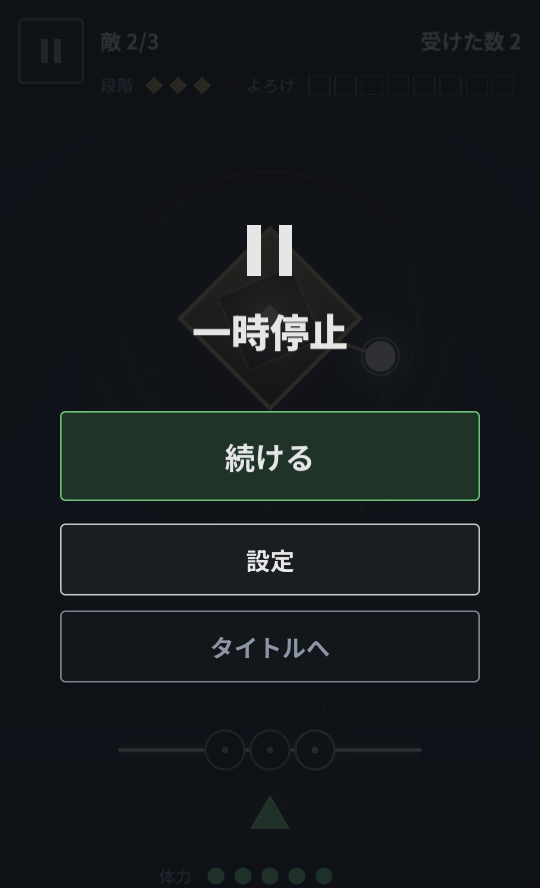 敵 2/3
受けた数 2
段階
よろけ
一時停止
続ける
設定
タイトルへ
体力